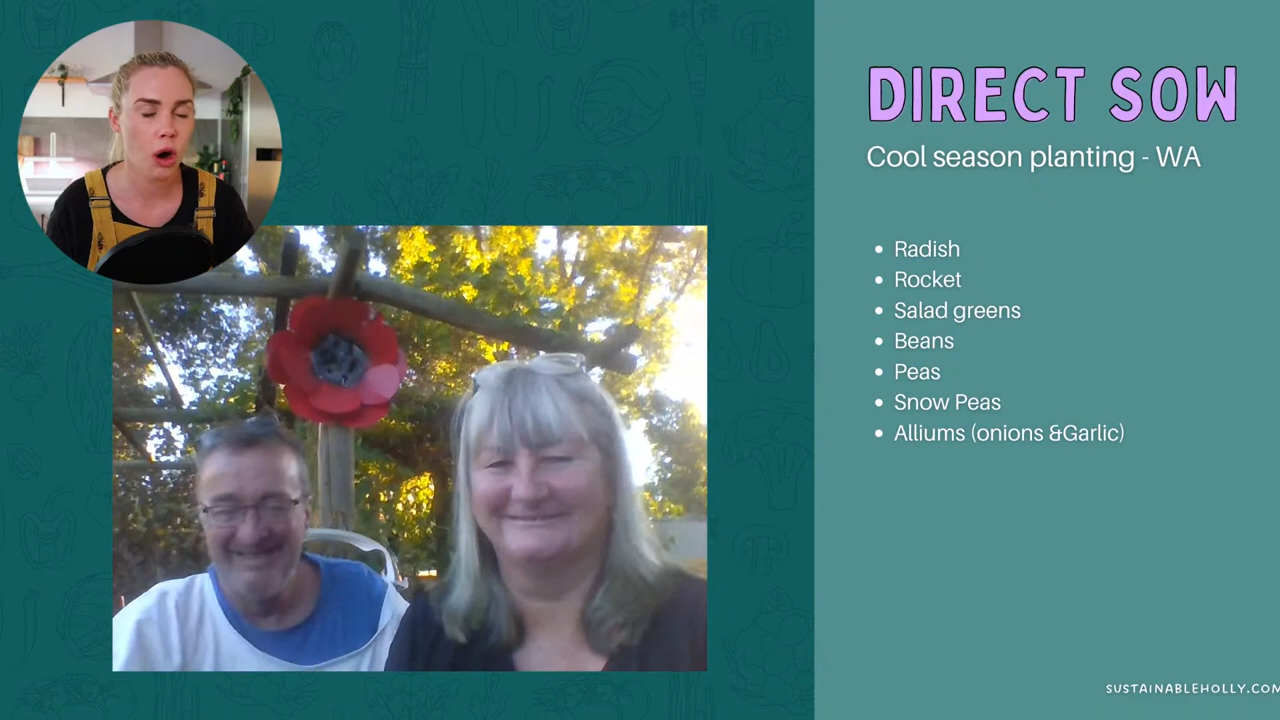 DIRECT SOW
Cool season planting - WA
• Radish
• Rocket
• Salad greens
• Beans
• Peas
• Snow Peas
• Alliums (onions &Garlic)
SUSTAINABLEHOLLY.COM